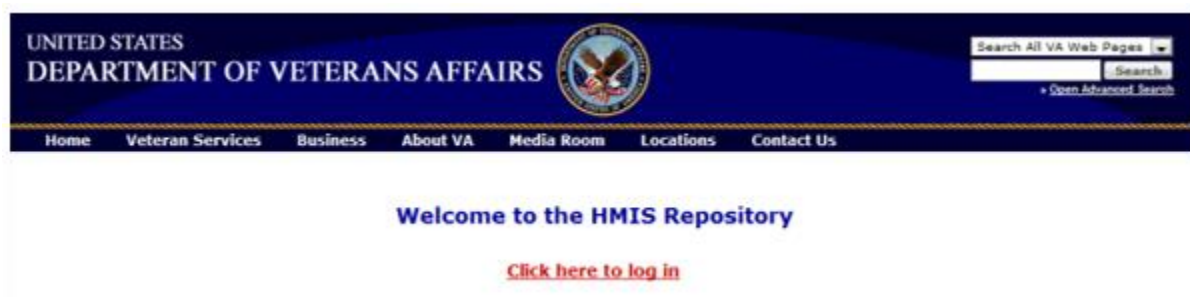 UNITED STATES
DEPARTMENT OF VETERANS AFFAIRS
Search All VA Web Pages
Search
» Open Advanced Search
Home Veteran Services Business About VA Media Room Locations Contact Us
Welcome to the HMIS Repository
Click here to log in